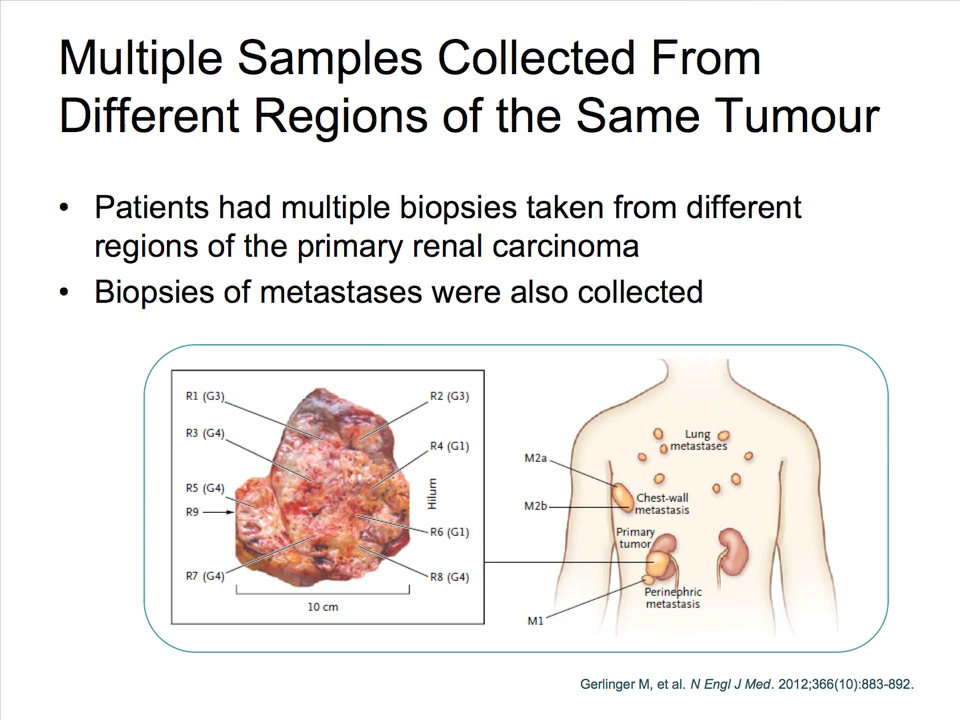 Multiple Samples Collected From
Different Regions of the Same Tumour
• Patients had multiple biopsies taken from different
regions of the primary renal carcinoma
• Biopsies of metastases were also collected
R1 (G3)
R2 (G3)
R3 (G4)
R4 (G1)
R5 (G4)
R9
Hilum
R6 (G1)
R7 (G4)
R8 (G4)
10 cm
Lung
metastases
M2a
M2b
Chest-wall
metastasis
Primary
tumor
Perinephric
metastasis
M1
Gerlinger M, et al. N Engl J Med. 2012;366(10):883-892.